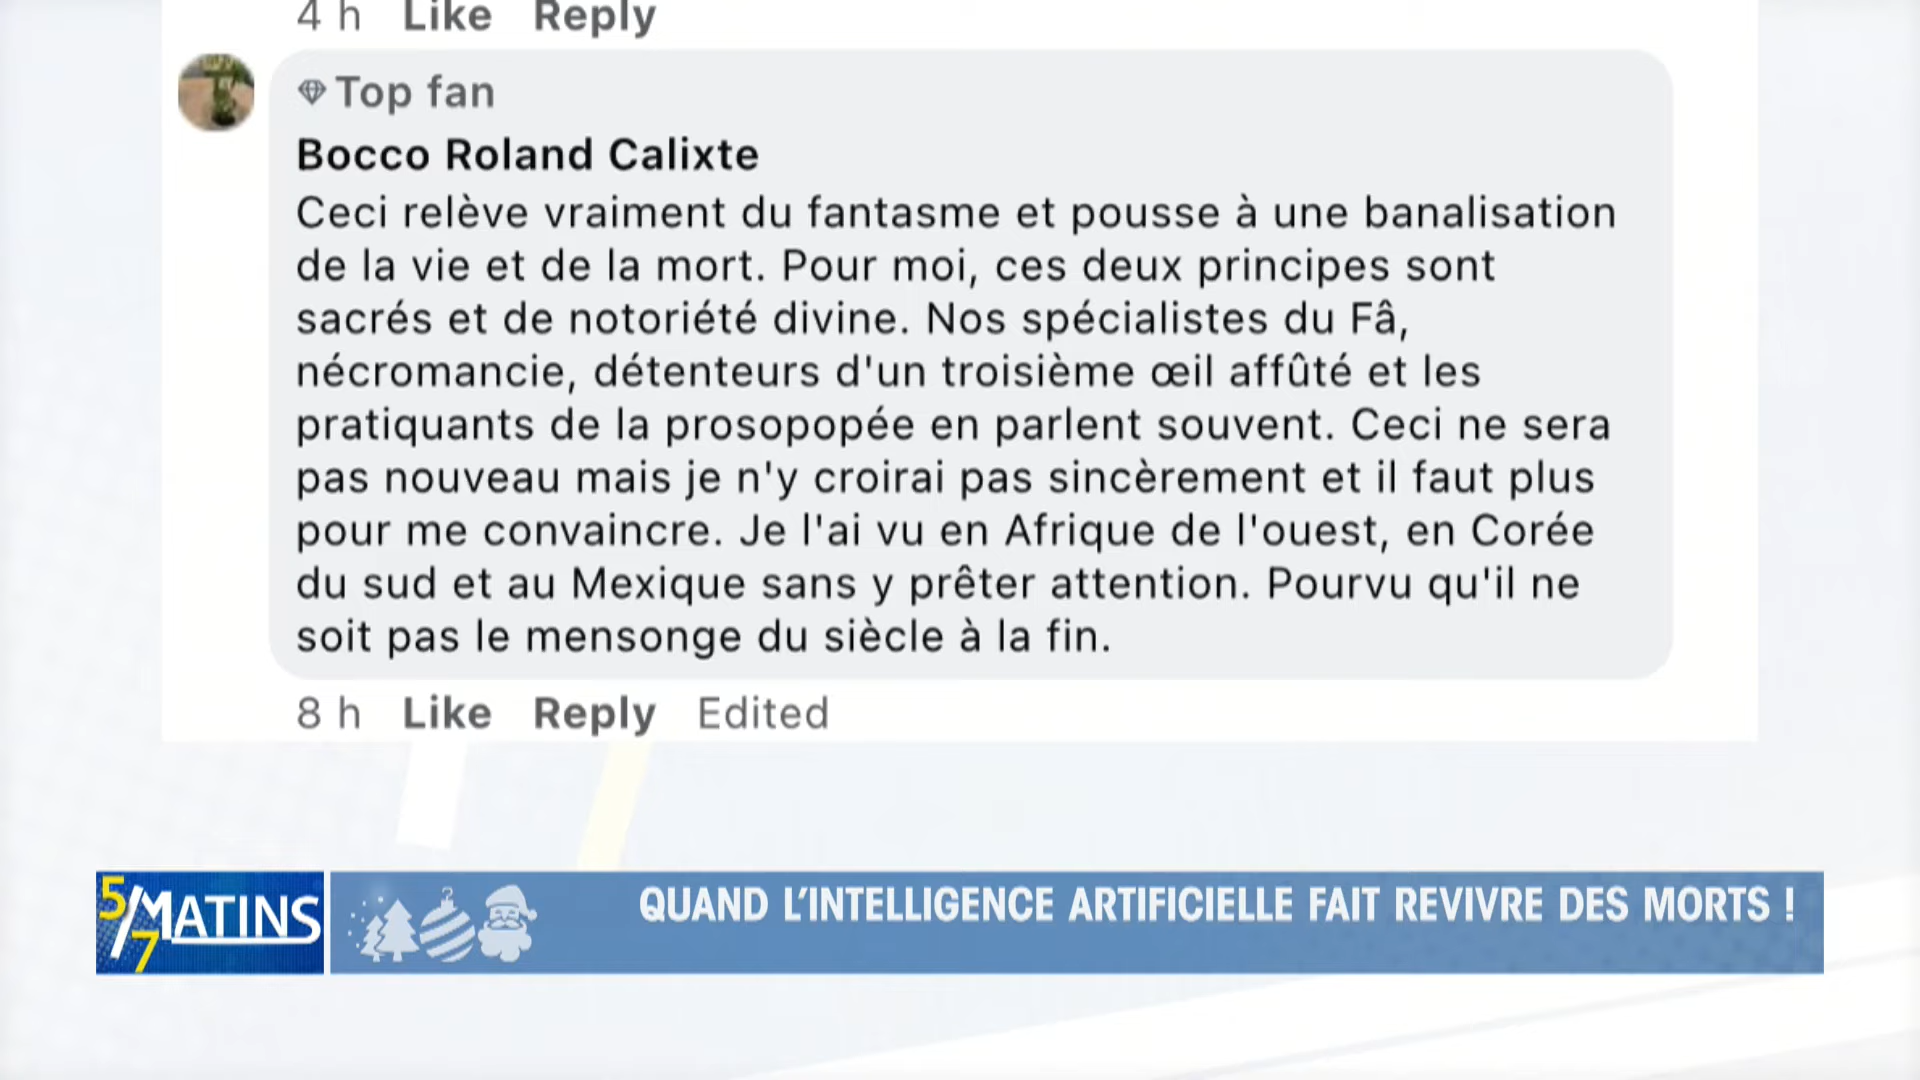 4 h Like Reply
Top fan
Bocco Roland Calixte
Ceci relève vraiment du fantasme et pousse à une banalisation
de la vie et de la mort. Pour moi, ces deux principes sont
sacrés et de notoriété divine. Nos spécialistes du Fâ,
nécromancie, détenteurs d'un troisième œil affûté et les
pratiquants de la prosopopée en parlent souvent. Ceci ne sera
pas nouveau mais je n'y croirai pas sincèrement et il faut plus
pour me convaincre. Je l'ai vu en Afrique de l'ouest, en Corée
du sud et au Mexique sans y prêter attention. Pourvu qu'il ne
soit pas le mensonge du siècle à la fin.
8 h Like Reply Edited
5/7 MATINS
QUAND L'INTELLIGENCE ARTIFICIELLE FAIT REVIVRE DES MORTS !